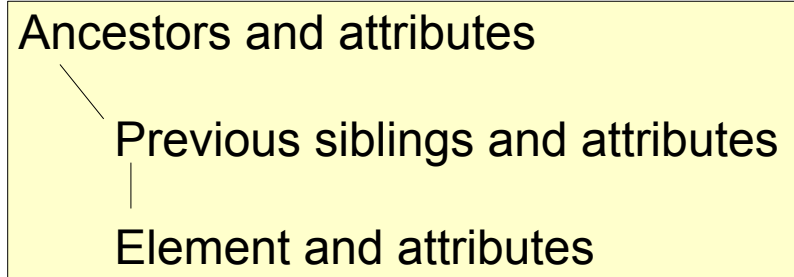 Ancestors and attributes
Previous siblings and attributes
Element and attributes